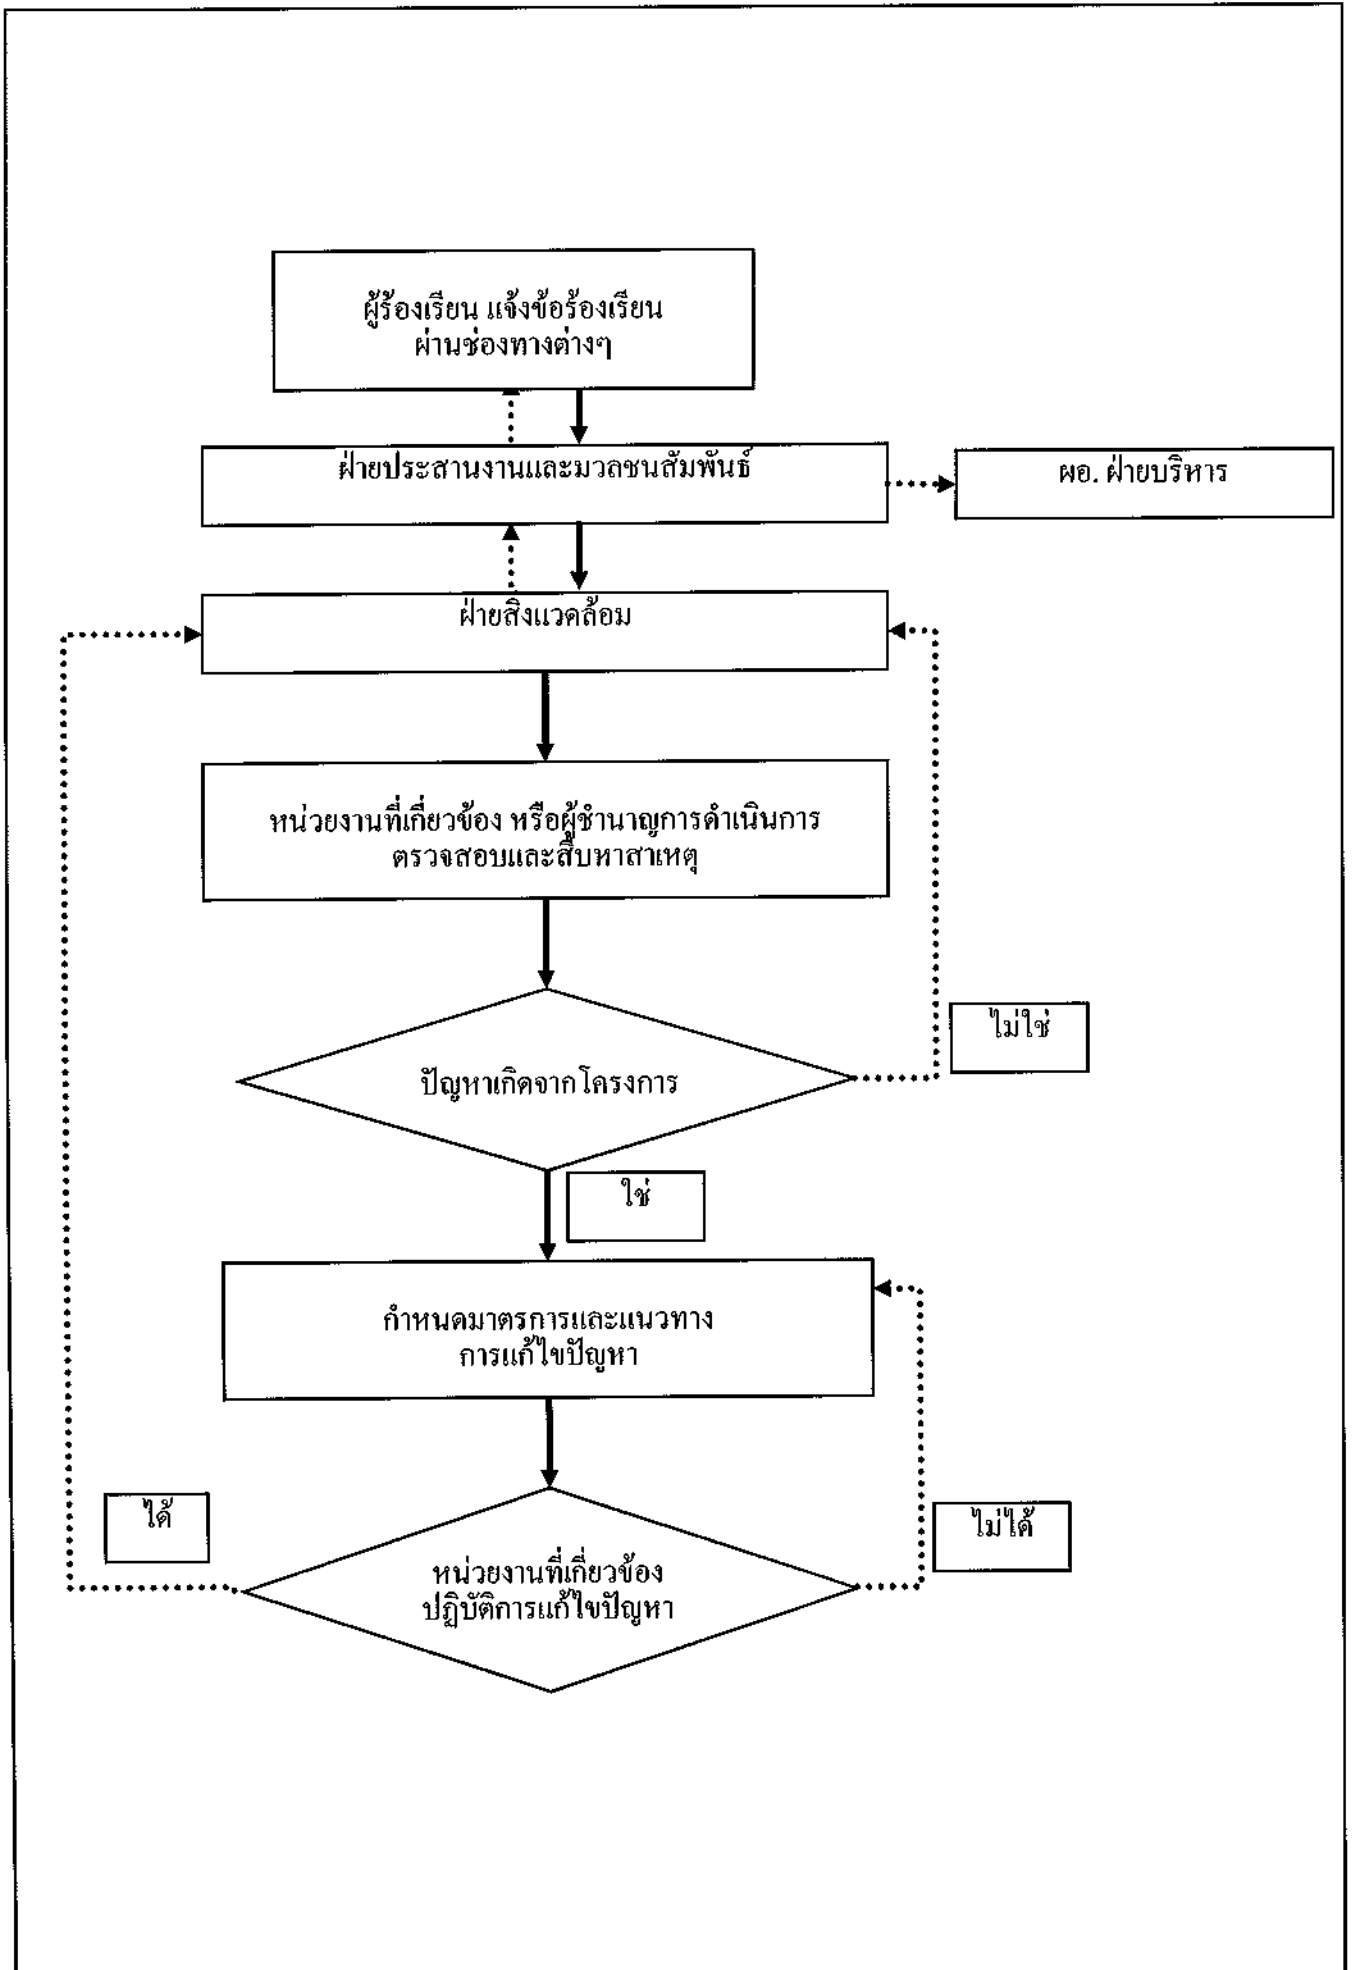 ผู้ร้องเรียน แจ้งข้อร้องเรียน
ผ่านช่องทางต่างๆ
ฝ่ายประสานงานและมวลชนสัมพันธ์
ผอ. ฝ่ายบริหาร
ฝ่ายสิ่งแวดล้อม
หน่วยงานที่เกี่ยวข้อง หรือผู้ชำนาญการดำเนินการ
ตรวจสอบและสืบหาสาเหตุ
ไม่ใช่
ปัญหาเกิดจากโครงการ
ใช่
กำหนดมาตรการและแนวทาง
การแก้ไขปัญหา
ได้
ไม่ได้
หน่วยงานที่เกี่ยวข้อง
ปฏิบัติการแก้ไขปัญหา